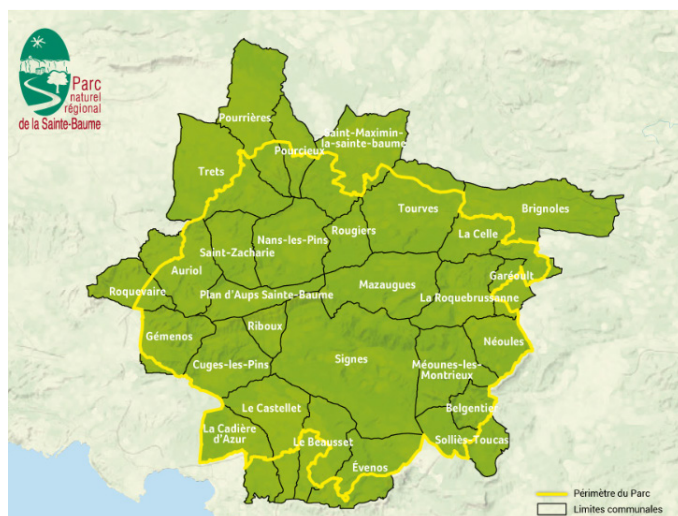 Parc
naturel
régional
de la Sainte-Baume
Pourrières
Saint-Maximin-
la-sainte-baume
Pourcieux
Trets
Tourves
Brignoles
Rougiers
La Celle
Nans-les-Pins
Saint-Zacharie
Auriol
Garéoult
Mazaugues
Roquevaire
Plan d'Aups Sainte-Baume
La Roquebrussanne
Riboux
Gémenos
Néoules
Signes
Cuges-les-Pins
Méounes-les-
Montrieux
Le Castellet
Belgentier
La Cadière
d'Azur
Le Beausset
Solliès-Toucas
Évenos
Périmètre du Parc
Limites communales